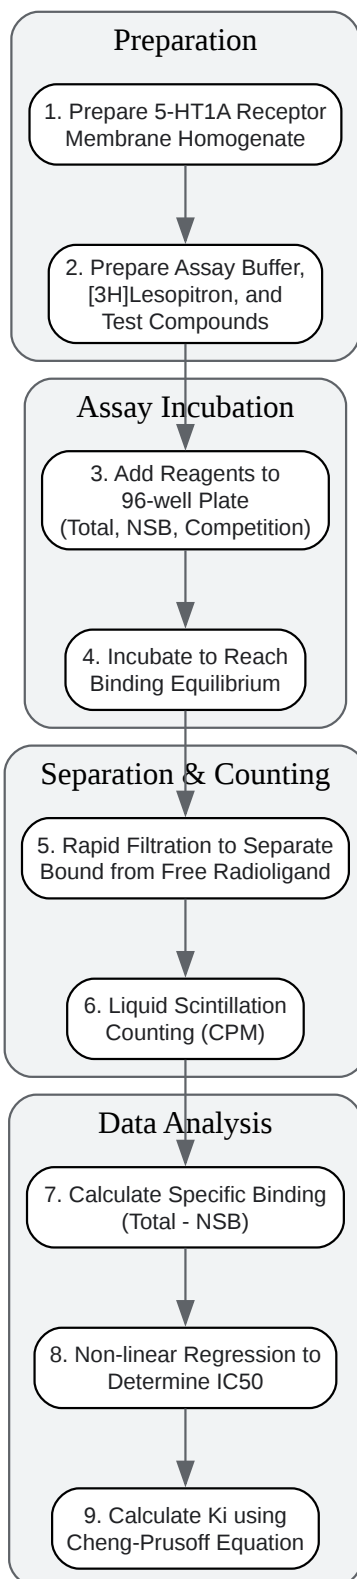 Preparation
1. Prepare 5-HT1A Receptor
Membrane Homogenate
2. Prepare Assay Buffer,
[3H]Lesopitron, and
Test Compounds
Assay Incubation
3. Add Reagents to
96-well Plate
(Total, NSB, Competition)
4. Incubate to Reach
Binding Equilibrium
Separation & Counting
5. Rapid Filtration to Separate
Bound from Free Radioligand
6. Liquid Scintillation
Counting (CPM)
Data Analysis
7. Calculate Specific Binding
(Total - NSB)
8. Non-linear Regression to
Determine IC50
9. Calculate Ki using
Cheng-Prusoff Equation